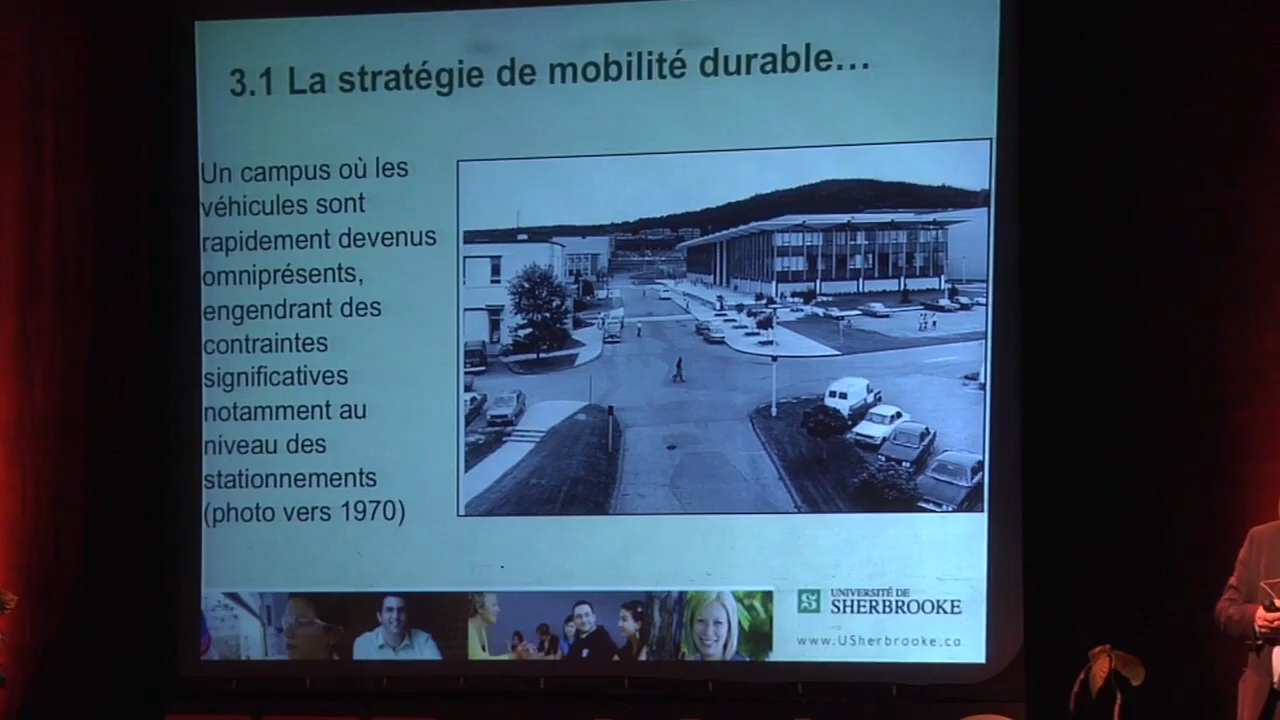 3.1 La stratégie de mobilité durable...
Un campus où les
véhicules sont
rapidement devenus
omniprésents,
engendrant des
contraintes
significatives
notamment au
niveau des
stationnements
(photo vers 1970)
UNIVERSITÉ DE
SHERBROOKE
www.USherbrooke.ca